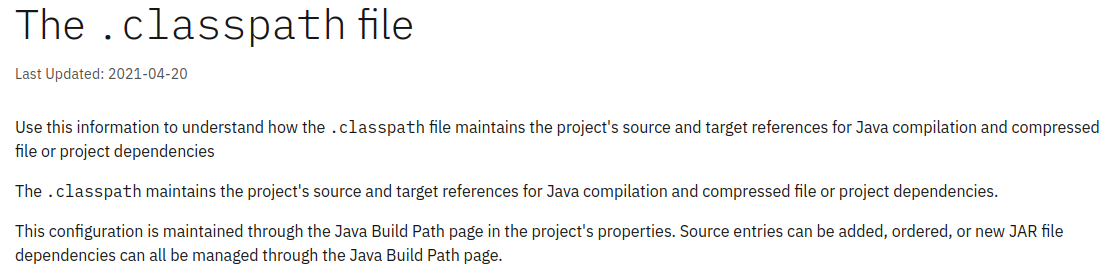 The .classpath file
Last Updated: 2021-04-20
Use this information to understand how the .classpath file maintains the project's source and target references for Java compilation and compressed
file or project dependencies
The .classpath maintains the project's source and target references for Java compilation and compressed file or project dependencies.
This configuration is maintained through the Java Build Path page in the project's properties. Source entries can be added, ordered, or new JAR file
dependencies can all be managed through the Java Build Path page.